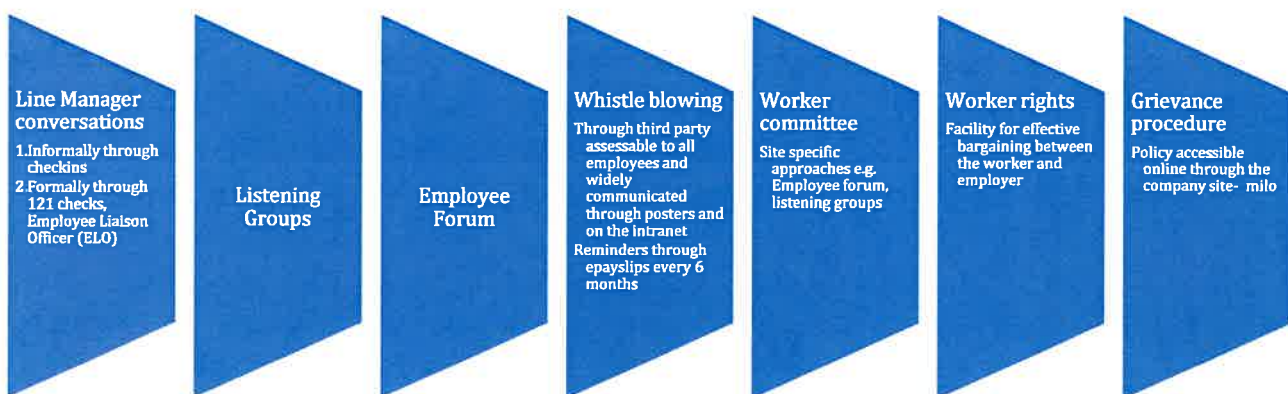 Line Manager
conversations
1.Informally through
checkins
2.Formally through
121 checks,
Employee Liaison
Officer (ELO)
Listening
Groups
Employee
Forum
Whistle blowing
Through third party
assessable to all
employees and
widely
communicated
through posters and
on the intranet
Reminders through
epayslips every 6
months
Worker
committee
Site specific
approaches e.g.
Employee forum,
listening groups
Worker rights
Facility for effective
bargaining between
the worker and
employer
Grievance
procedure
Policy accessible
online through the
company site- milo